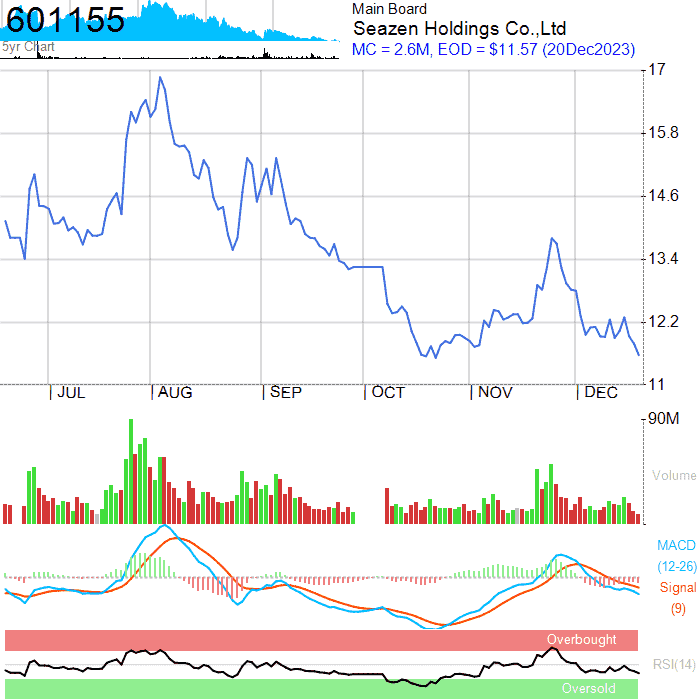 601155
5yr Chart
Main Board
Seazen Holdings Co.,Ltd
MC = 2.6M, EOD = $11.57 (20Dec2023)
17
15.8
14.6
13.4
12.2
11
JUL
AUG
SEP
OCT
NOV
DEC
90M
Volume
MACD
(12-26)
Signal
(9)
Overbought
RSI(14)
Oversold